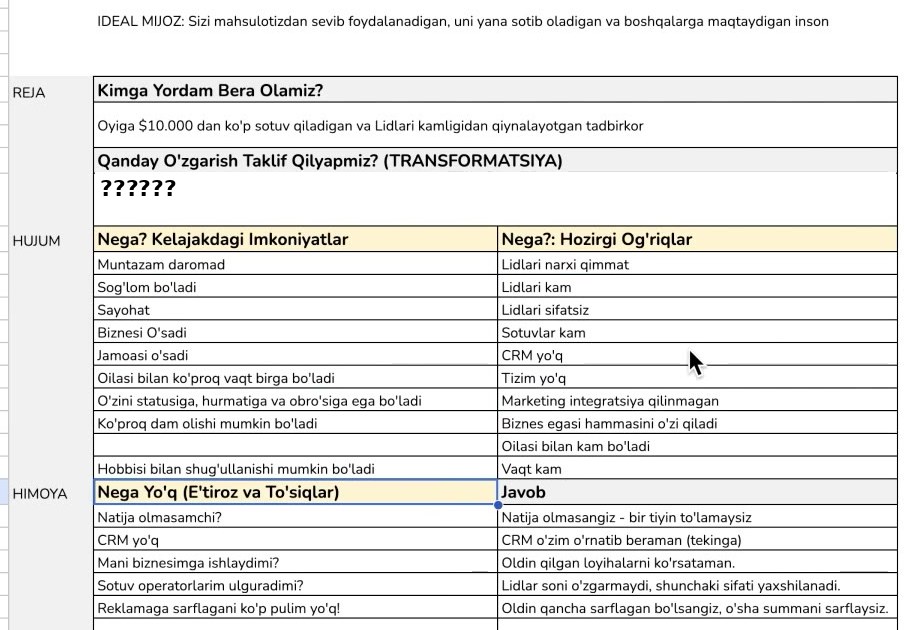 IDEAL MIJOZ: Sizi mahsulotizdan sevib foydalanadigan, uni yana sotib oladigan va boshqalarga maqtaydigan inson
REJA
Kimga Yordam Bera Olamiz?
Oyiga $10.000 dan ko'p sotuv qiladigan va Lidlari kamligidan qiynalayotgan tadbirkor
Qanday O'zgarish Taklif Qilyapmiz? (TRANSFORMATSIYA)
??????
HUJUM
Nega? Kelajakdagi Imkoniyatlar
Nega?: Hozirgi Og'riqlar
Muntazam daromad
Lidlari narxi qimmat
Sog'lom bo'ladi
Lidlari kam
Sayohat
Lidlari sifatsiz
Biznesi O'sadi
Sotuvlar kam
Jamoasi o'sadi
CRM yo'q
Oilasi bilan ko'proq vaqt birga bo'ladi
Tizim yo'q
O'zini statusiga, hurmatiga va obro'siga ega bo'ladi
Marketing integratsiya qilinmagan
Ko'proq dam olishi mumkin bo'ladi
Biznes egasi hammasini o'zi qiladi
Oilasi bilan kam bo'ladi
Hobbisi bilan shug'ullanishi mumkin bo'ladi
Vaqt kam
HIMOYA
Nega Yo'q (E'tiroz va To'siqlar)
Javob
Natija olmasamchi?
Natija olmasangiz - bir tiyin to'lamaysiz
CRM yo'q
CRM o'zim o'rnatib beraman (tekinga)
Mani biznesimga ishlaydimi?
Oldin qilgan loyihalarni ko'rsataman.
Sotuv operatorlarim ulguradimi?
Lidlar soni o'zgarmaydi, shunchaki sifati yaxshilanadi.
Reklamaga sarflagani ko'p pulim yo'q!
Oldin qancha sarflagan bo'lsangiz, o'sha summani sarflaysiz.